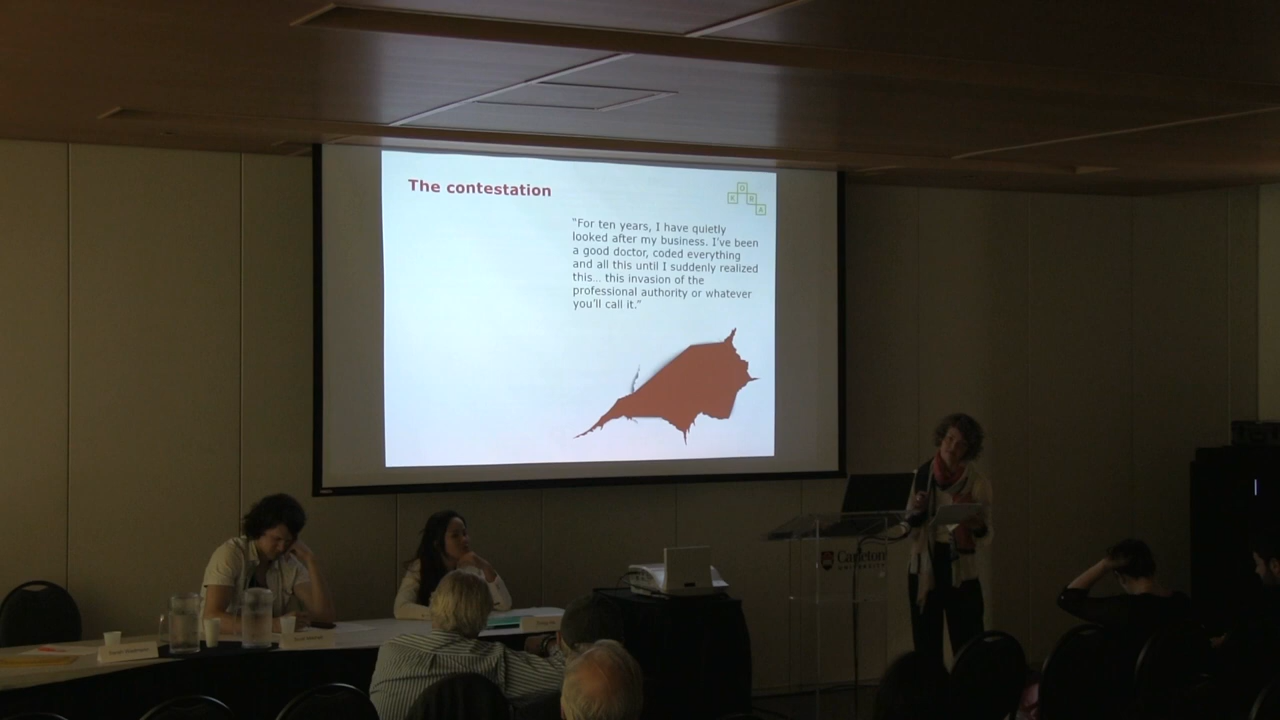 The contestation
K
O
R
A
"For ten years, I have quietly
looked after my business. I've been
a good doctor, coded everything
and all this until I suddenly realized
this... this invasion of the
professional authority or whatever
you'll call it."
Carleton
UNIVERSITY